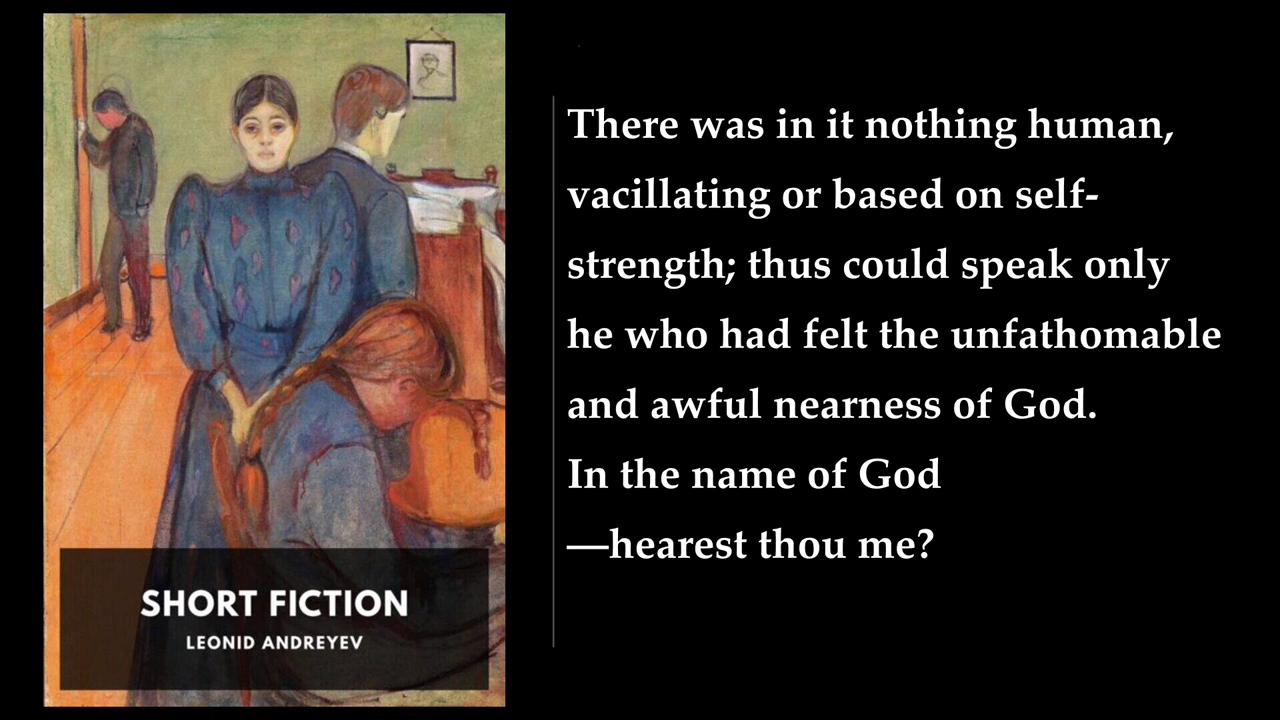 SHORT FICTION
LEONID ANDREYEV
There was in it nothing human,
vacillating or based on self-
strength; thus could speak only
he who had felt the unfathomable
and awful nearness of God.
In the name of God
—hearest thou me?